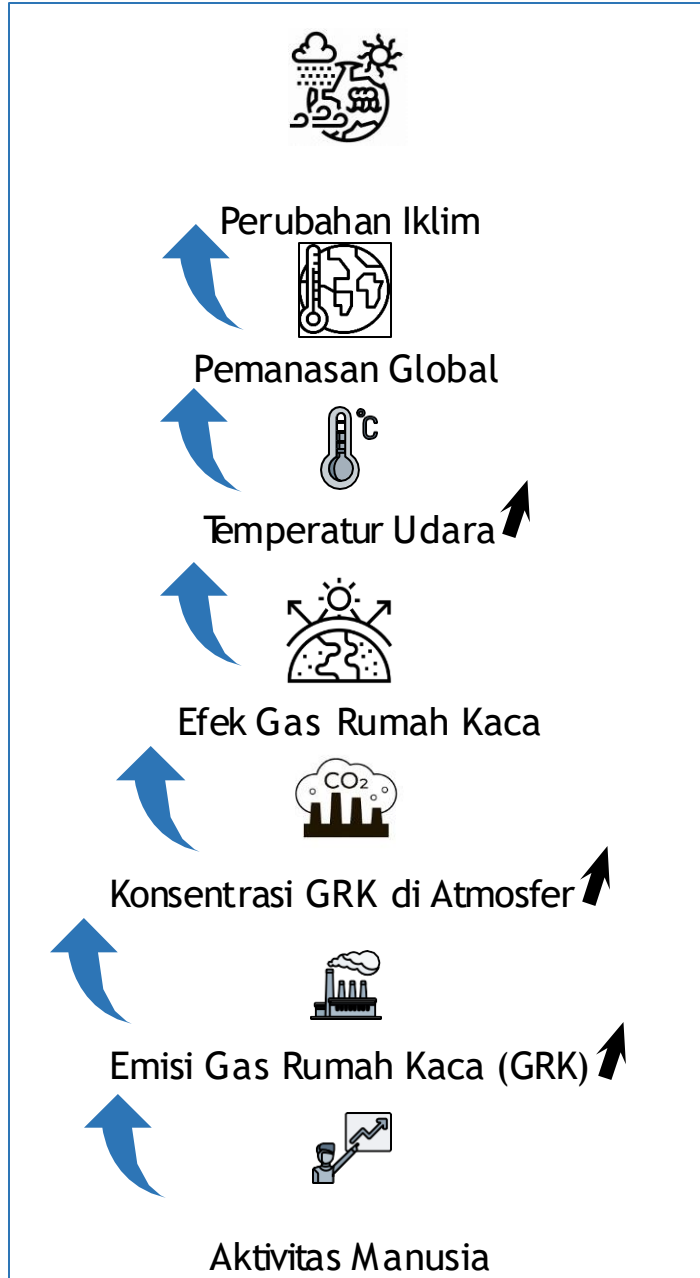 Perubahan Iklim
Pemanasan Global
°C
Temperatur Udara
Efek Gas Rumah Kaca
CO₂
Konsentrasi GRK di Atmosfer
Emisi Gas Rumah Kaca (GRK)
Aktivitas Manusia